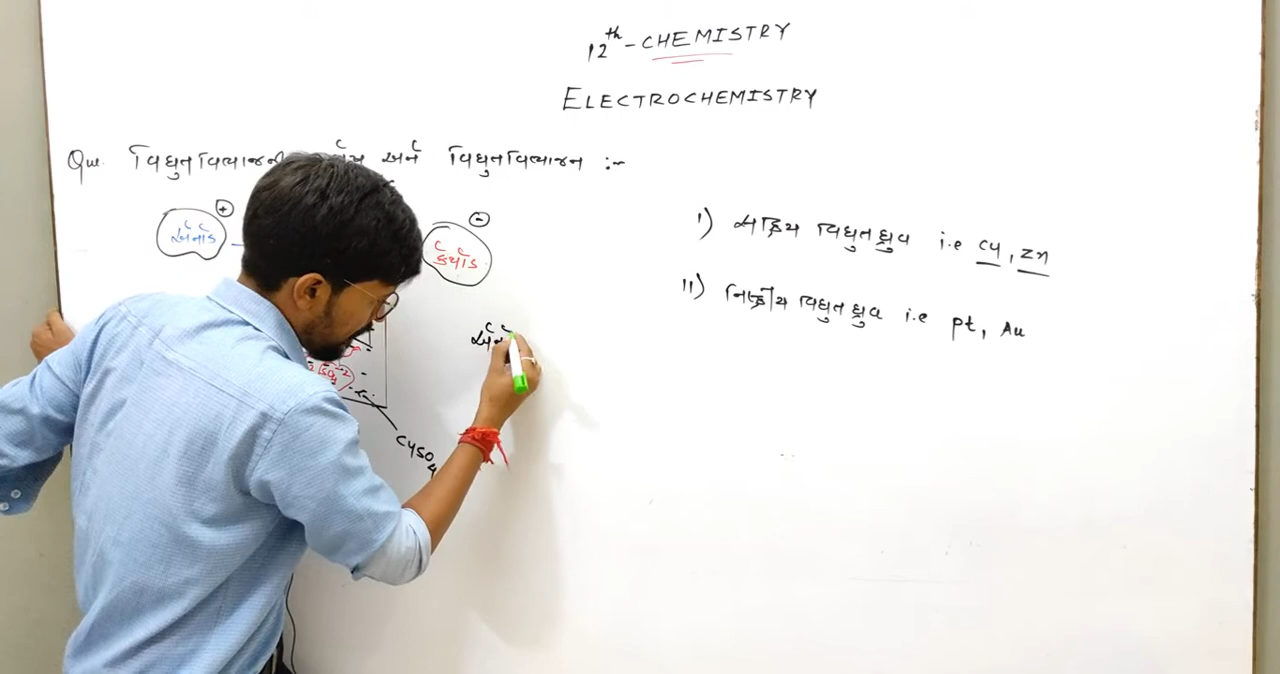 12th - CHEMISTRY
ELECTROCHEMISTRY
Que. વિદ્યુતવિભાજન અને વિદ્યુતવિભાજન :-
+
-
એનોડ
કેથોડ
I) સક્રિય વિદ્યુતધ્રુવ i.e Cu, Zn
II) નિષ્ક્રીય વિદ્યુતધ્રુવ i.e pt, Au
CuSO4